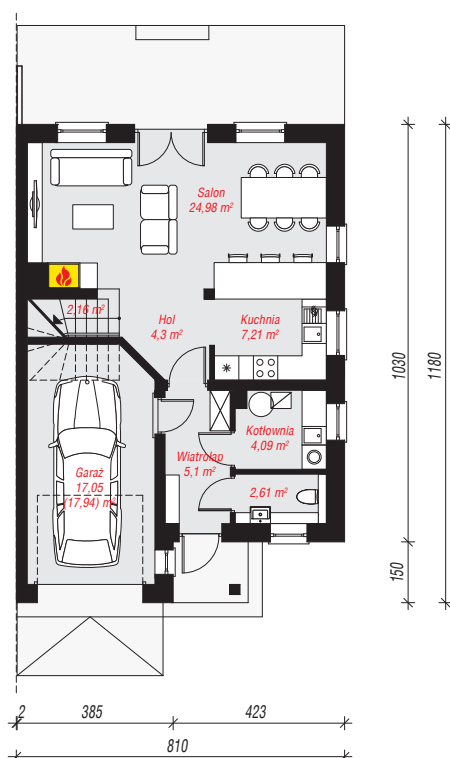 Salon
24,98 m²
2,16 m²
Hol
4,3 m²
Kuchnia
7,21 m²
Kotłownia
4,09 m²
Wiatrołap
5,1 m²
Garaż
17,05
(17,94) m²
2,61 m²
1030
1180
150
2
385
423
810